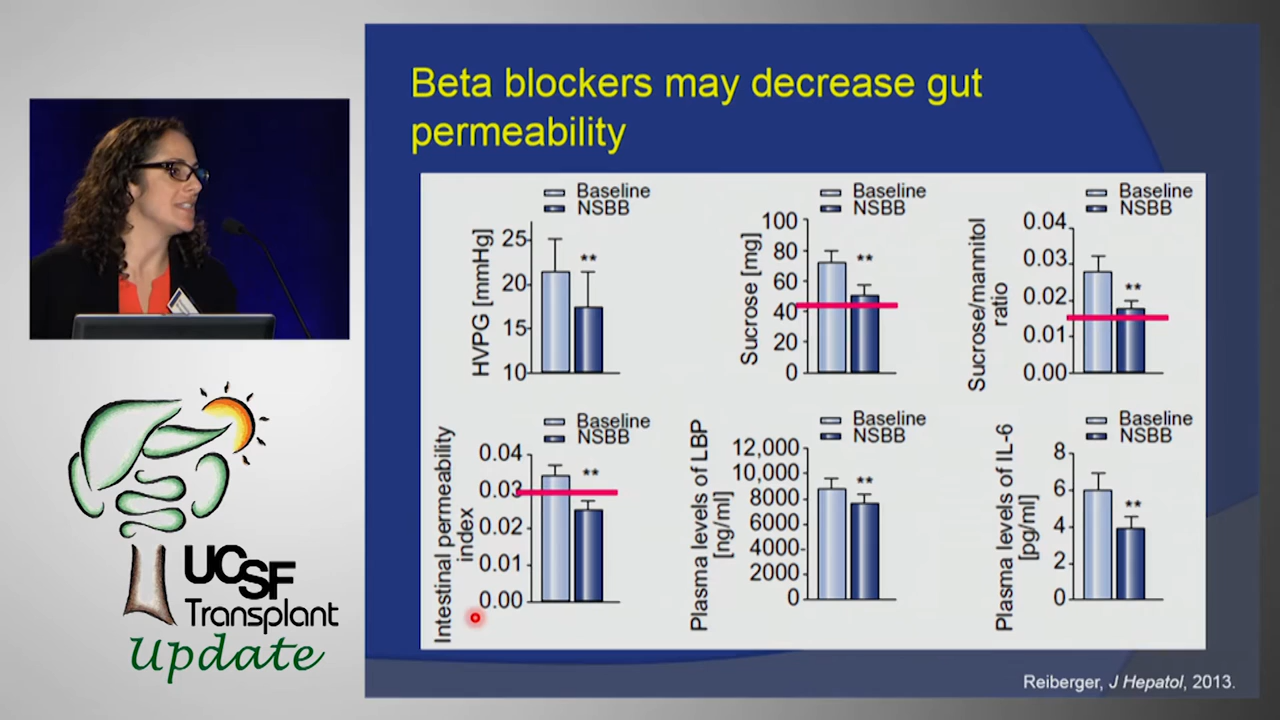 Beta blockers may decrease gut
permeability
Baseline
NSBB
HVPG [mmHg]
25
20
15
10
**
Baseline
NSBB
Sucrose [mg]
100
80
60
40
20
0
**
Baseline
NSBB
Sucrose/mannitol
ratio
0.04
0.03
0.02
0.01
0.00
**
Baseline
NSBB
Intestinal permeability
index
0.04
0.03
0.02
0.01
0.00
**
Baseline
NSBB
Plasma levels of LBP
[ng/ml]
12,000
10,000
8000
6000
4000
2000
0
**
Baseline
NSBB
Plasma levels of IL-6
[pg/ml]
8
6
4
2
0
**
Reiberger, J Hepatol, 2013.
UCSF
Transplant
Update